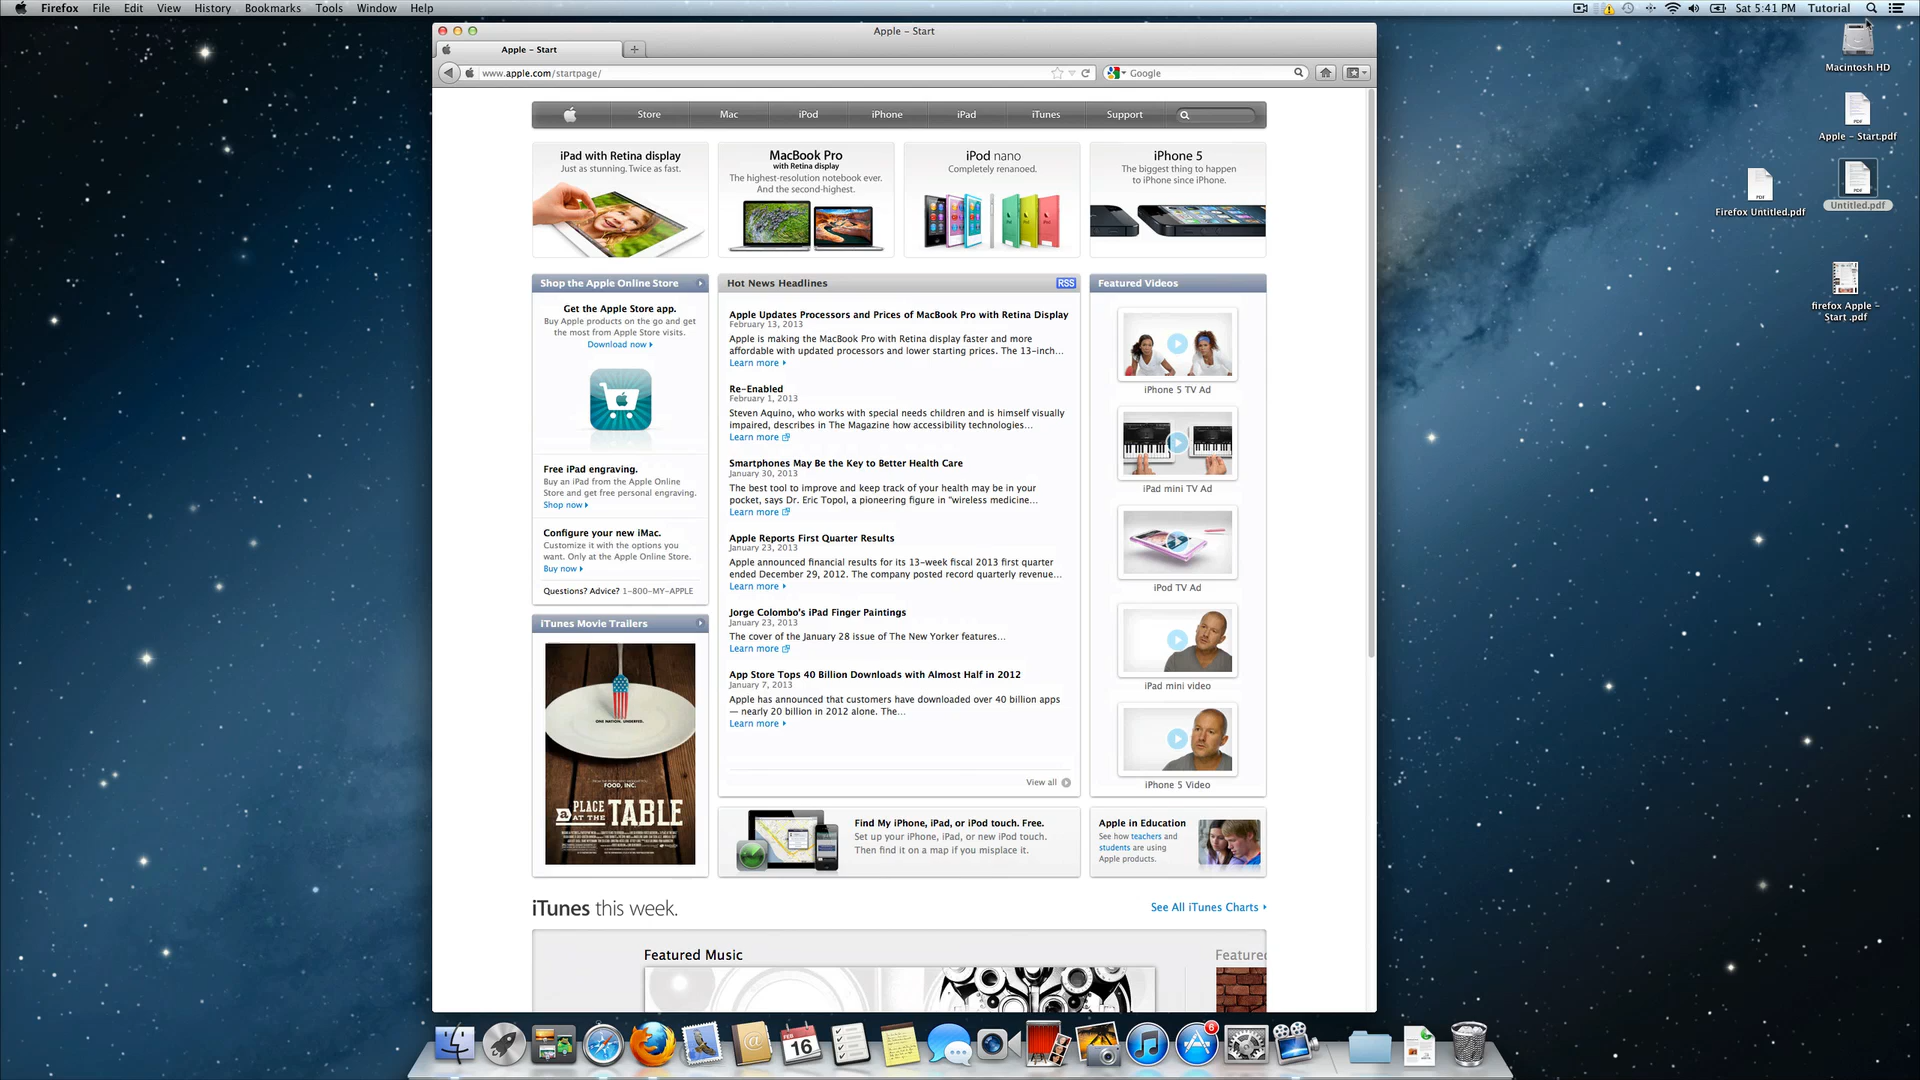 Firefox File Edit View History Bookmarks Tools Window Help
Sat 5:41 PM Tutorial
Apple – Start
Apple – Start
www.apple.com/startpage/
Google
Store Mac iPod iPhone iPad iTunes Support
iPad with Retina display
Just as stunning. Twice as fast.
MacBook Pro
with Retina display
The highest-resolution notebook ever.
And the second-highest.
iPod nano
Completely renanoed.
iPhone 5
The biggest thing to happen
to iPhone since iPhone.
Shop the Apple Online Store
Get the Apple Store app.
Buy Apple products on the go and get
the most from Apple Store visits.
Download now
Free iPad engraving.
Buy an iPad from the Apple Online
Store and get free personal engraving.
Shop now
Configure your new iMac.
Customize it with the options you
want. Only at the Apple Online Store.
Buy now
Questions? Advice? 1-800-MY-APPLE
iTunes Movie Trailers
ONE NATION. UNDERFED.
FOOD, INC.
a PLACE
AT THE TABLE
Hot News Headlines
RSS
Apple Updates Processors and Prices of MacBook Pro with Retina Display
February 13, 2013
Apple is making the MacBook Pro with Retina display faster and more
affordable with updated processors and lower starting prices. The 13-inch...
Learn more
Re-Enabled
February 1, 2013
Steven Aquino, who works with special needs children and is himself visually
impaired, describes in The Magazine how accessibility technologies...
Learn more
Smartphones May Be the Key to Better Health Care
January 30, 2013
The best tool to improve and keep track of your health may be in your
pocket, says Dr. Eric Topol, a pioneering figure in "wireless medicine...
Learn more
Apple Reports First Quarter Results
January 23, 2013
Apple announced financial results for its 13-week fiscal 2013 first quarter
ended December 29, 2012. The company posted record quarterly revenue...
Learn more
Jorge Colombo's iPad Finger Paintings
January 23, 2013
The cover of the January 28 issue of The New Yorker features...
Learn more
App Store Tops 40 Billion Downloads with Almost Half in 2012
January 7, 2013
Apple has announced that customers have downloaded over 40 billion apps
— nearly 20 billion in 2012 alone. The...
Learn more
View all
Featured Videos
iPhone 5 TV Ad
iPad mini TV Ad
iPod TV Ad
iPad mini video
iPhone 5 Video
Find My iPhone, iPad, or iPod touch. Free.
Set up your iPhone, iPad, or new iPod touch.
Then find it on a map if you misplace it.
Apple in Education
See how teachers and
students are using
Apple products.
iTunes this week.
See All iTunes Charts
Featured Music
Featured
Macintosh HD
PDF
Apple – Start.pdf
PDF
Untitled.pdf
PDF
Firefox Untitled.pdf
firefox Apple –
Start .pdf
FEB
16
6